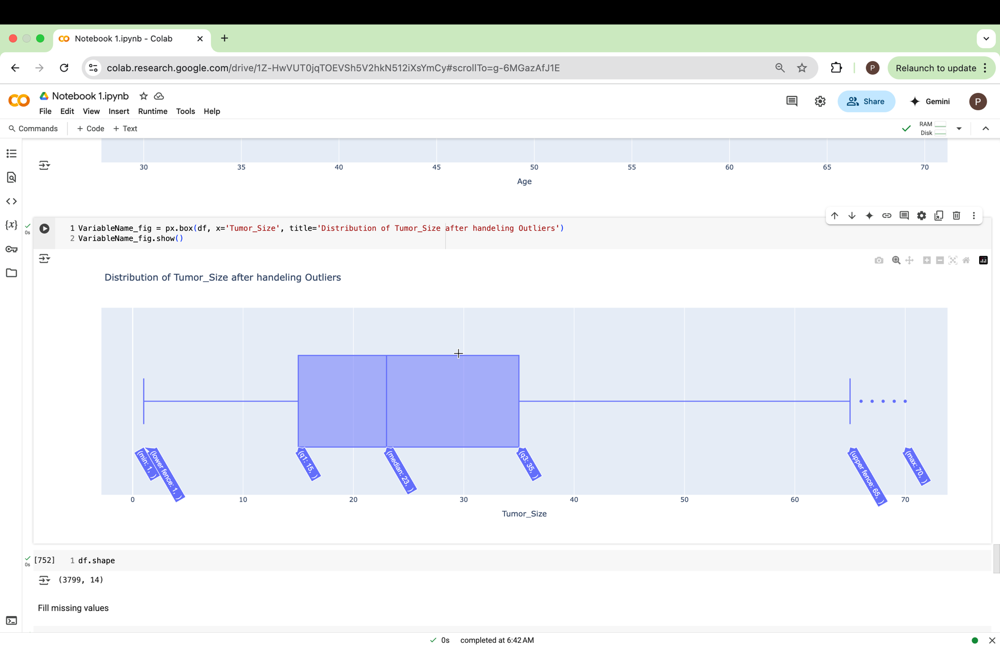 Notebook 1.ipynb - Colab
colab.research.google.com/drive/1Z-HwVUT0jqTOEVSh5V2hkN512iXsYmCy#scrollTo=g-6MGazAfJ1E
P
Relaunch to update
Notebook 1.ipynb
File Edit View Insert Runtime Tools Help
Share
Gemini
P
Commands + Code + Text
RAM
Disk
30 35 40 45 50 55 60 65 70
Age
0s
1 VariableName_fig = px.box(df, x='Tumor_Size', title='Distribution of Tumor_Size after handeling Outliers')
2 VariableName_fig.show()
Distribution of Tumor_Size after handeling Outliers
(min: 1, )
(lower fence: 1, )
(q1: 15, )
(median: 23, )
(q3: 35, )
(upper fence: 65, )
(max: 70, )
0 10 20 30 40 50 60 70
Tumor_Size
0s
[752] 1 df.shape
(3799, 14)
Fill missing values
0s completed at 6:42 AM